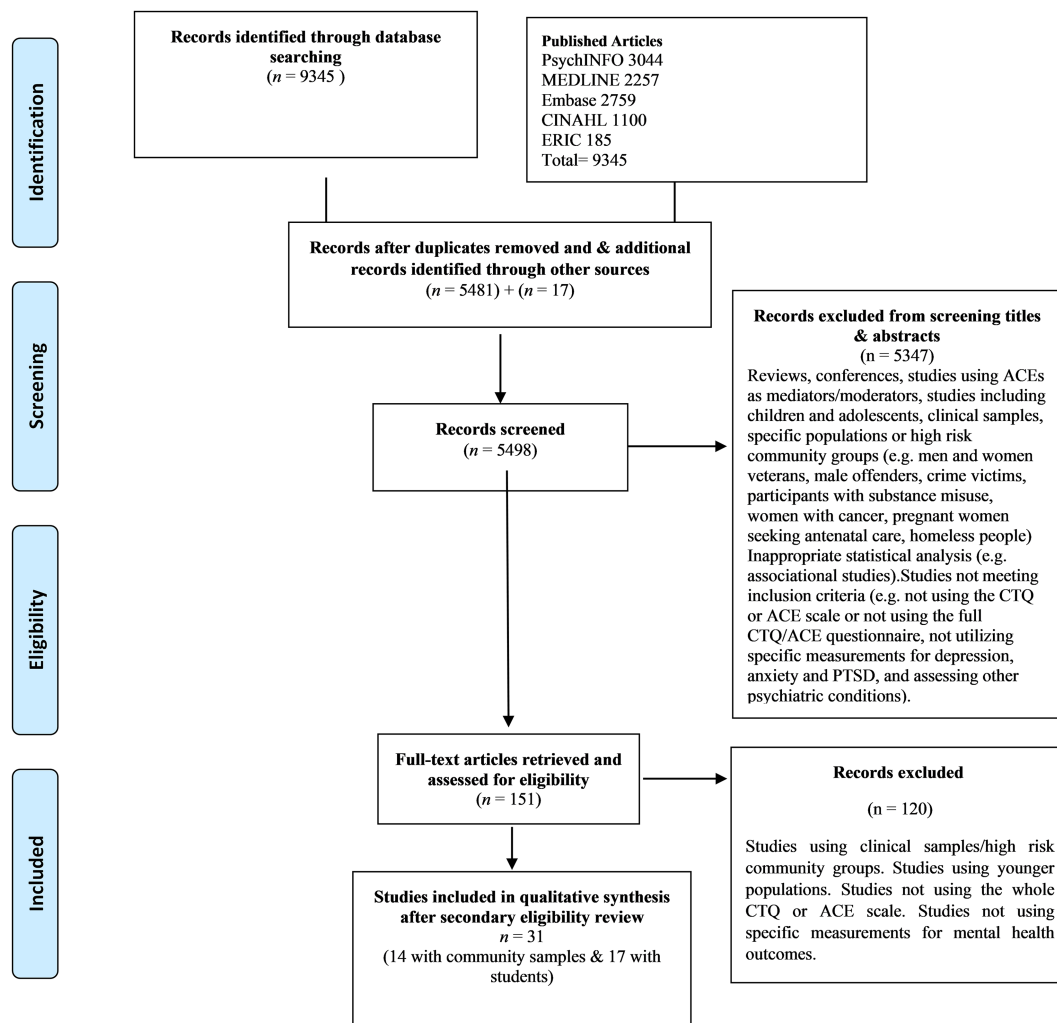 Identification
Records identified through database
searching
(n = 9345 )
Published Articles
PsychINFO 3044
MEDLINE 2257
Embase 2759
CINAHL 1100
ERIC 185
Total= 9345
Records after duplicates removed and & additional
records identified through other sources
(n = 5481) + (n = 17)
Screening
Records screened
(n = 5498)
Records excluded from screening titles
& abstracts
(n = 5347)
Reviews, conferences, studies using ACEs
as mediators/moderators, studies including
children and adolescents, clinical samples,
specific populations or high risk
community groups (e.g. men and women
veterans, male offenders, crime victims,
participants with substance misuse,
women with cancer, pregnant women
seeking antenatal care, homeless people)
Inappropriate statistical analysis (e.g.
associational studies).Studies not meeting
inclusion criteria (e.g. not using the CTQ
or ACE scale or not using the full
CTQ/ACE questionnaire, not utilizing
specific measurements for depression,
anxiety and PTSD, and assessing other
psychiatric conditions).
Eligibility
Full-text articles retrieved and
assessed for eligibility
(n = 151)
Records excluded
(n = 120)
Studies using clinical samples/high risk
community groups. Studies using younger
populations. Studies not using the whole
CTQ or ACE scale. Studies not using
specific measurements for mental health
outcomes.
Included
Studies included in qualitative synthesis
after secondary eligibility review
n = 31
(14 with community samples & 17 with
students)